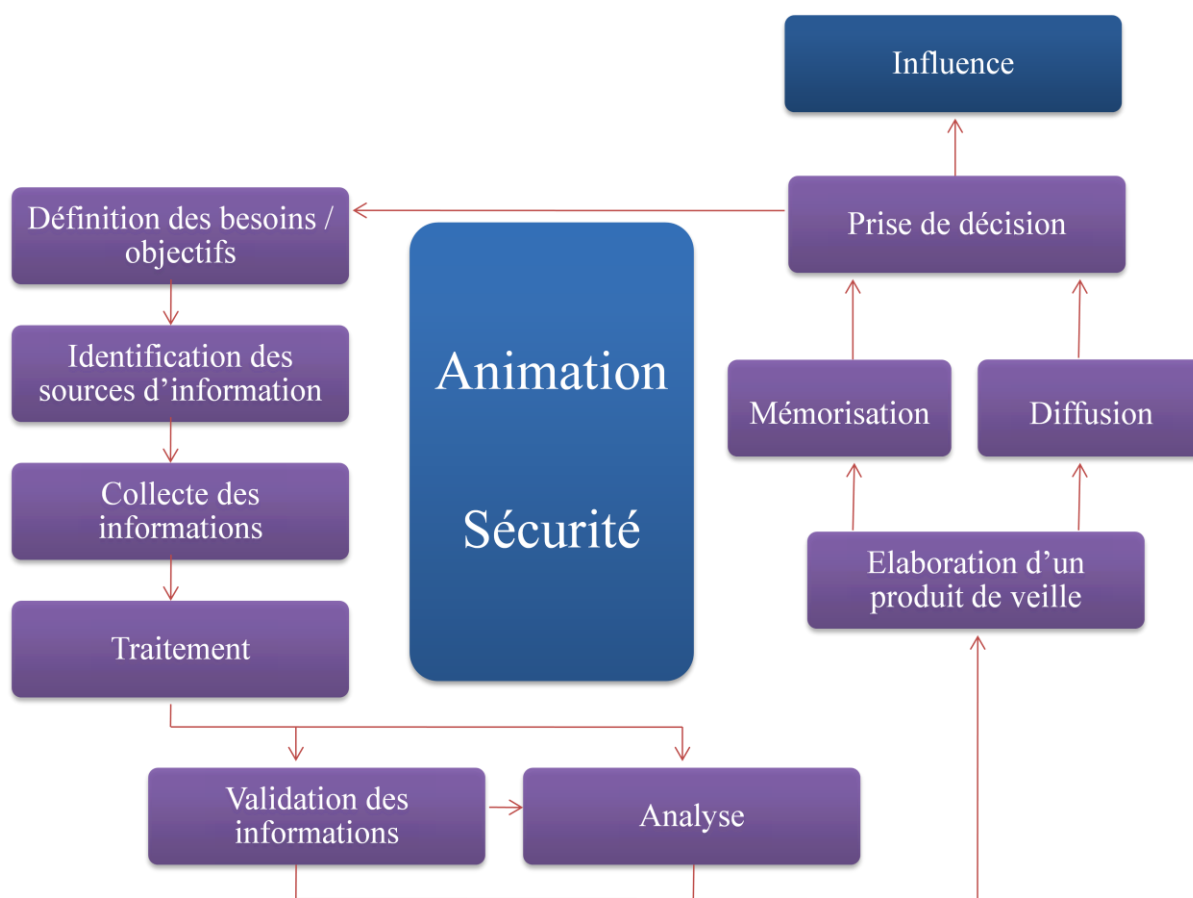 Influence
Définition des besoins /
objectifs
Prise de décision
Identification des
sources d’information
Animation
Sécurité
Mémorisation
Diffusion
Collecte des
informations
Elaboration d’un
produit de veille
Traitement
Validation des
informations
Analyse